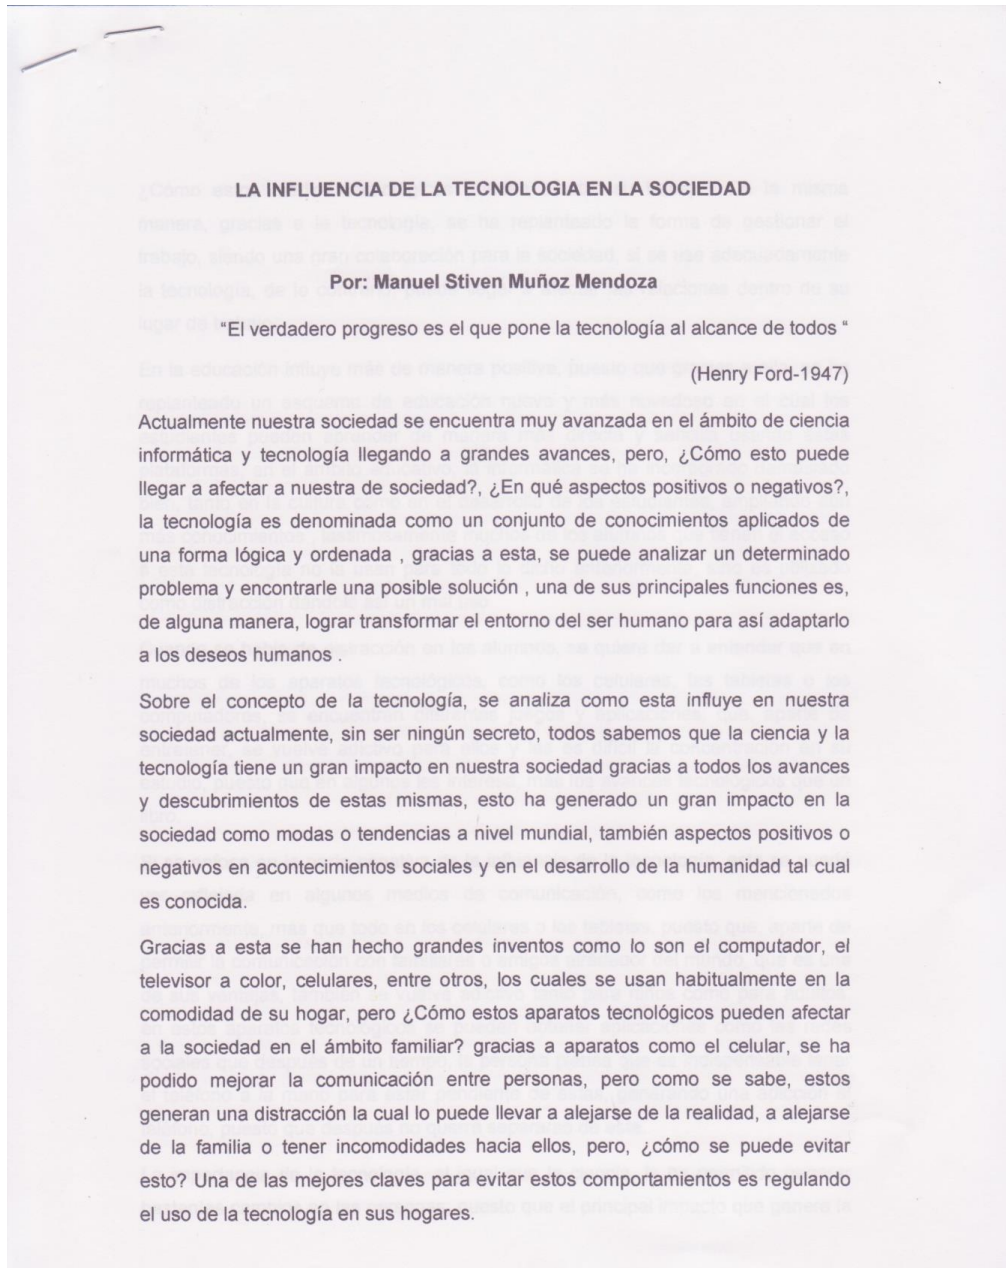 LA INFLUENCIA DE LA TECNOLOGIA EN LA SOCIEDAD
Por: Manuel Stiven Muñoz Mendoza
“El verdadero progreso es el que pone la tecnología al alcance de todos “
(Henry Ford-1947)
Actualmente nuestra sociedad se encuentra muy avanzada en el ámbito de ciencia
informática y tecnología llegando a grandes avances, pero, ¿Cómo esto puede
llegar a afectar a nuestra de sociedad?, ¿En qué aspectos positivos o negativos?,
la tecnología es denominada como un conjunto de conocimientos aplicados de
una forma lógica y ordenada , gracias a esta, se puede analizar un determinado
problema y encontrarle una posible solución , una de sus principales funciones es,
de alguna manera, lograr transformar el entorno del ser humano para así adaptarlo
a los deseos humanos .
Sobre el concepto de la tecnología, se analiza como esta influye en nuestra
sociedad actualmente, sin ser ningún secreto, todos sabemos que la ciencia y la
tecnología tiene un gran impacto en nuestra sociedad gracias a todos los avances
y descubrimientos de estas mismas, esto ha generado un gran impacto en la
sociedad como modas o tendencias a nivel mundial, también aspectos positivos o
negativos en acontecimientos sociales y en el desarrollo de la humanidad tal cual
es conocida.
Gracias a esta se han hecho grandes inventos como lo son el computador, el
televisor a color, celulares, entre otros, los cuales se usan habitualmente en la
comodidad de su hogar, pero ¿Cómo estos aparatos tecnológicos pueden afectar
a la sociedad en el ámbito familiar? gracias a aparatos como el celular, se ha
podido mejorar la comunicación entre personas, pero como se sabe, estos
generan una distracción la cual lo puede llevar a alejarse de la realidad, a alejarse
de la familia o tener incomodidades hacia ellos, pero, ¿cómo se puede evitar
esto? Una de las mejores claves para evitar estos comportamientos es regulando
el uso de la tecnología en sus hogares.